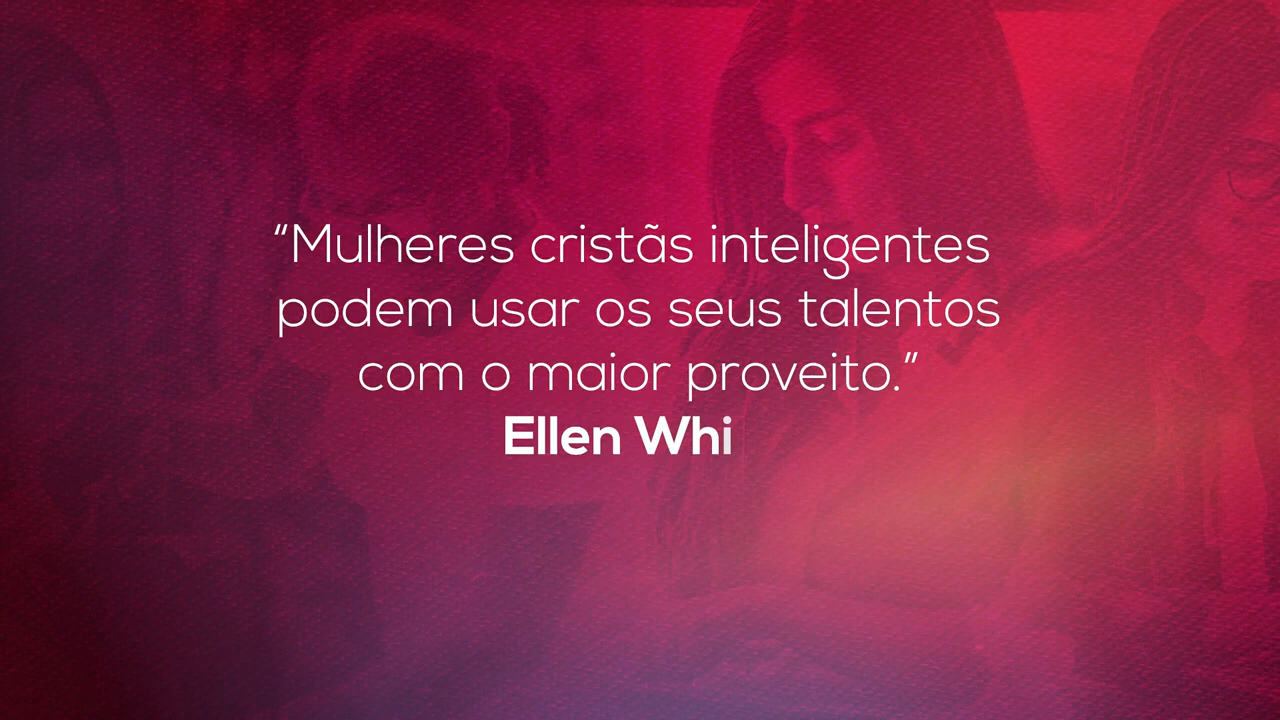 “Mulheres cristãs inteligentes
podem usar os seus talentos
com o maior proveito.”
Ellen Whi